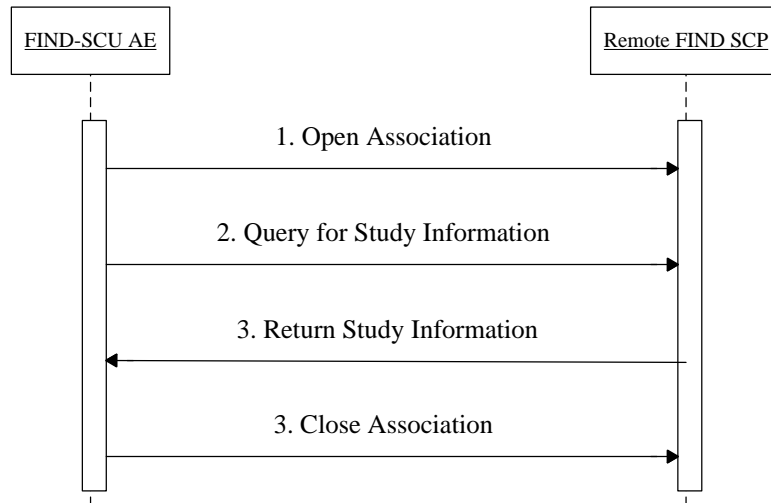 FIND-SCU AE
Remote FIND SCP
1. Open Association
2. Query for Study Information
3. Return Study Information
3. Close Association